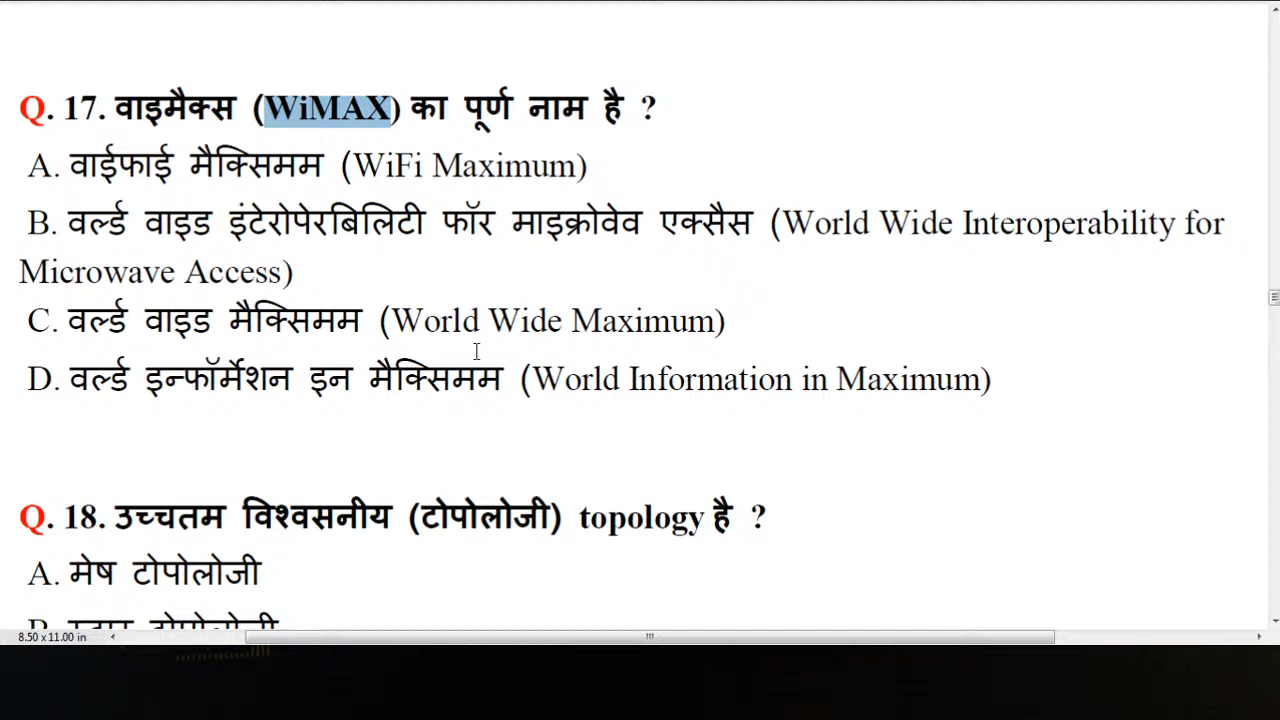 Q. 17. वाइमैक्स (WiMAX) का पूर्ण नाम है ?
A. वाईफाई मैक्सिमम (WiFi Maximum)
B. वर्ल्ड वाइड इंटेरोपेरबिलिटी फॉर माइक्रोवेव एक्सैस (World Wide Interoperability for
Microwave Access)
C. वर्ल्ड वाइड मैक्सिमम (World Wide Maximum)
D. वर्ल्ड इन्फॉर्मेशन इन मैक्सिमम (World Information in Maximum)
Q. 18. उच्चतम विश्वसनीय (टोपोलोजी) topology है ?
A. मेष टोपोलोजी
8.50 x 11.00 in